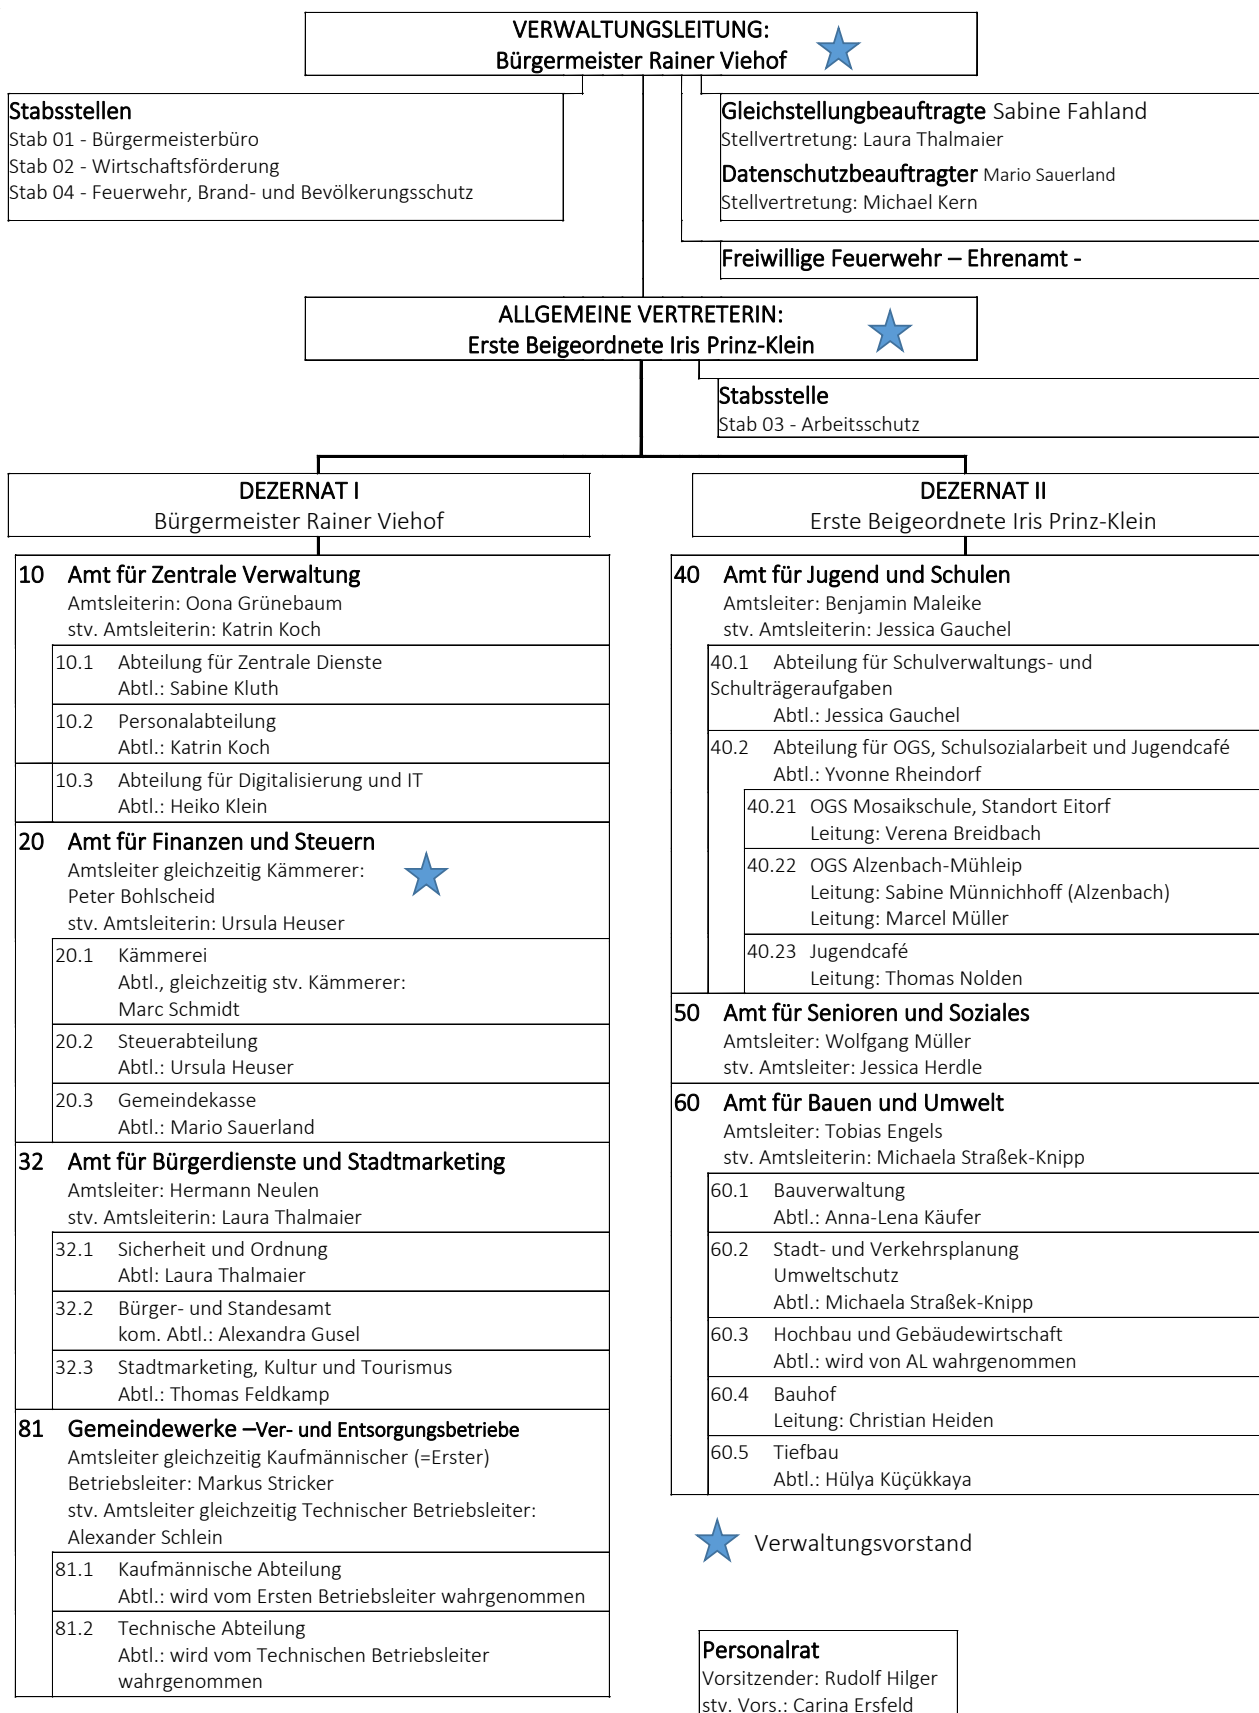 VERWALTUNGSLEITUNG:
Bürgermeister Rainer Viehof
Stabsstellen
Stab 01 - Bürgermeisterbüro
Stab 02 - Wirtschaftsförderung
Stab 04 - Feuerwehr, Brand- und Bevölkerungsschutz
Gleichstellungbeauftragte Sabine Fahland
Stellvertretung: Laura Thalmaier
Datenschutzbeauftragter Mario Sauerland
Stellvertretung: Michael Kern
Freiwillige Feuerwehr – Ehrenamt -
ALLGEMEINE VERTRETERIN:
Erste Beigeordnete Iris Prinz-Klein
Stabsstelle
Stab 03 - Arbeitsschutz
DEZERNAT I
Bürgermeister Rainer Viehof
10 Amt für Zentrale Verwaltung
Amtsleiterin: Oona Grünebaum
stv. Amtsleiterin: Katrin Koch
10.1 Abteilung für Zentrale Dienste
Abtl.: Sabine Kluth
10.2 Personalabteilung
Abtl.: Katrin Koch
10.3 Abteilung für Digitalisierung und IT
Abtl.: Heiko Klein
20 Amt für Finanzen und Steuern
Amtsleiter gleichzeitig Kämmerer:
Peter Bohlscheid
stv. Amtsleiterin: Ursula Heuser
20.1 Kämmerei
Abtl., gleichzeitig stv. Kämmerer:
Marc Schmidt
20.2 Steuerabteilung
Abtl.: Ursula Heuser
20.3 Gemeindekasse
Abtl.: Mario Sauerland
32 Amt für Bürgerdienste und Stadtmarketing
Amtsleiter: Hermann Neulen
stv. Amtsleiterin: Laura Thalmaier
32.1 Sicherheit und Ordnung
Abtl: Laura Thalmaier
32.2 Bürger- und Standesamt
kom. Abtl.: Alexandra Gusel
32.3 Stadtmarketing, Kultur und Tourismus
Abtl.: Thomas Feldkamp
81 Gemeindewerke –Ver- und Entsorgungsbetriebe
Amtsleiter gleichzeitig Kaufmännischer (=Erster)
Betriebsleiter: Markus Stricker
stv. Amtsleiter gleichzeitig Technischer Betriebsleiter:
Alexander Schlein
81.1 Kaufmännische Abteilung
Abtl.: wird vom Ersten Betriebsleiter wahrgenommen
81.2 Technische Abteilung
Abtl.: wird vom Technischen Betriebsleiter
wahrgenommen
DEZERNAT II
Erste Beigeordnete Iris Prinz-Klein
40 Amt für Jugend und Schulen
Amtsleiter: Benjamin Maleike
stv. Amtsleiterin: Jessica Gauchel
40.1 Abteilung für Schulverwaltungs- und
Schulträgeraufgaben
Abtl.: Jessica Gauchel
40.2 Abteilung für OGS, Schulsozialarbeit und Jugendcafé
Abtl.: Yvonne Rheindorf
40.21 OGS Mosaikschule, Standort Eitorf
Leitung: Verena Breidbach
40.22 OGS Alzenbach-Mühleip
Leitung: Sabine Münnichhoff (Alzenbach)
Leitung: Marcel Müller
40.23 Jugendcafé
Leitung: Thomas Nolden
50 Amt für Senioren und Soziales
Amtsleiter: Wolfgang Müller
stv. Amtsleiter: Jessica Herdle
60 Amt für Bauen und Umwelt
Amtsleiter: Tobias Engels
stv. Amtsleiterin: Michaela Straßek-Knipp
60.1 Bauverwaltung
Abtl.: Anna-Lena Käufer
60.2 Stadt- und Verkehrsplanung
Umweltschutz
Abtl.: Michaela Straßek-Knipp
60.3 Hochbau und Gebäudewirtschaft
Abtl.: wird von AL wahrgenommen
60.4 Bauhof
Leitung: Christian Heiden
60.5 Tiefbau
Abtl.: Hülya Küçükkaya
Verwaltungsvorstand
Personalrat
Vorsitzender: Rudolf Hilger
stv. Vors.: Carina Ersfeld